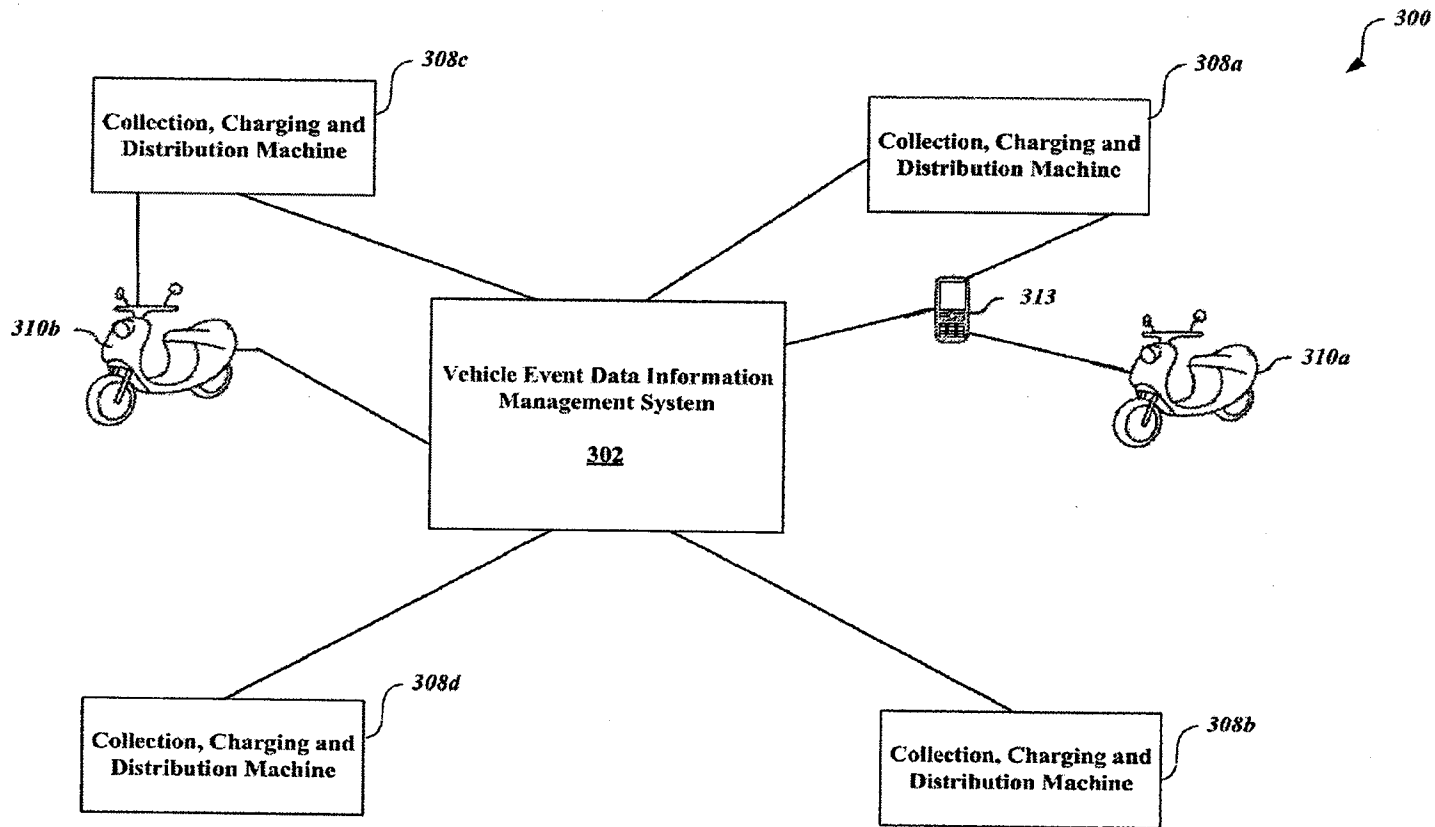 300
308c
308a
Collection, Charging and
Distribution Machine
Collection, Charging and
Distribution Machine
313
310b
310a
Vehicle Event Data Information
Management System
302
308d
308b
Collection, Charging and
Distribution Machine
Collection, Charging and
Distribution Machine